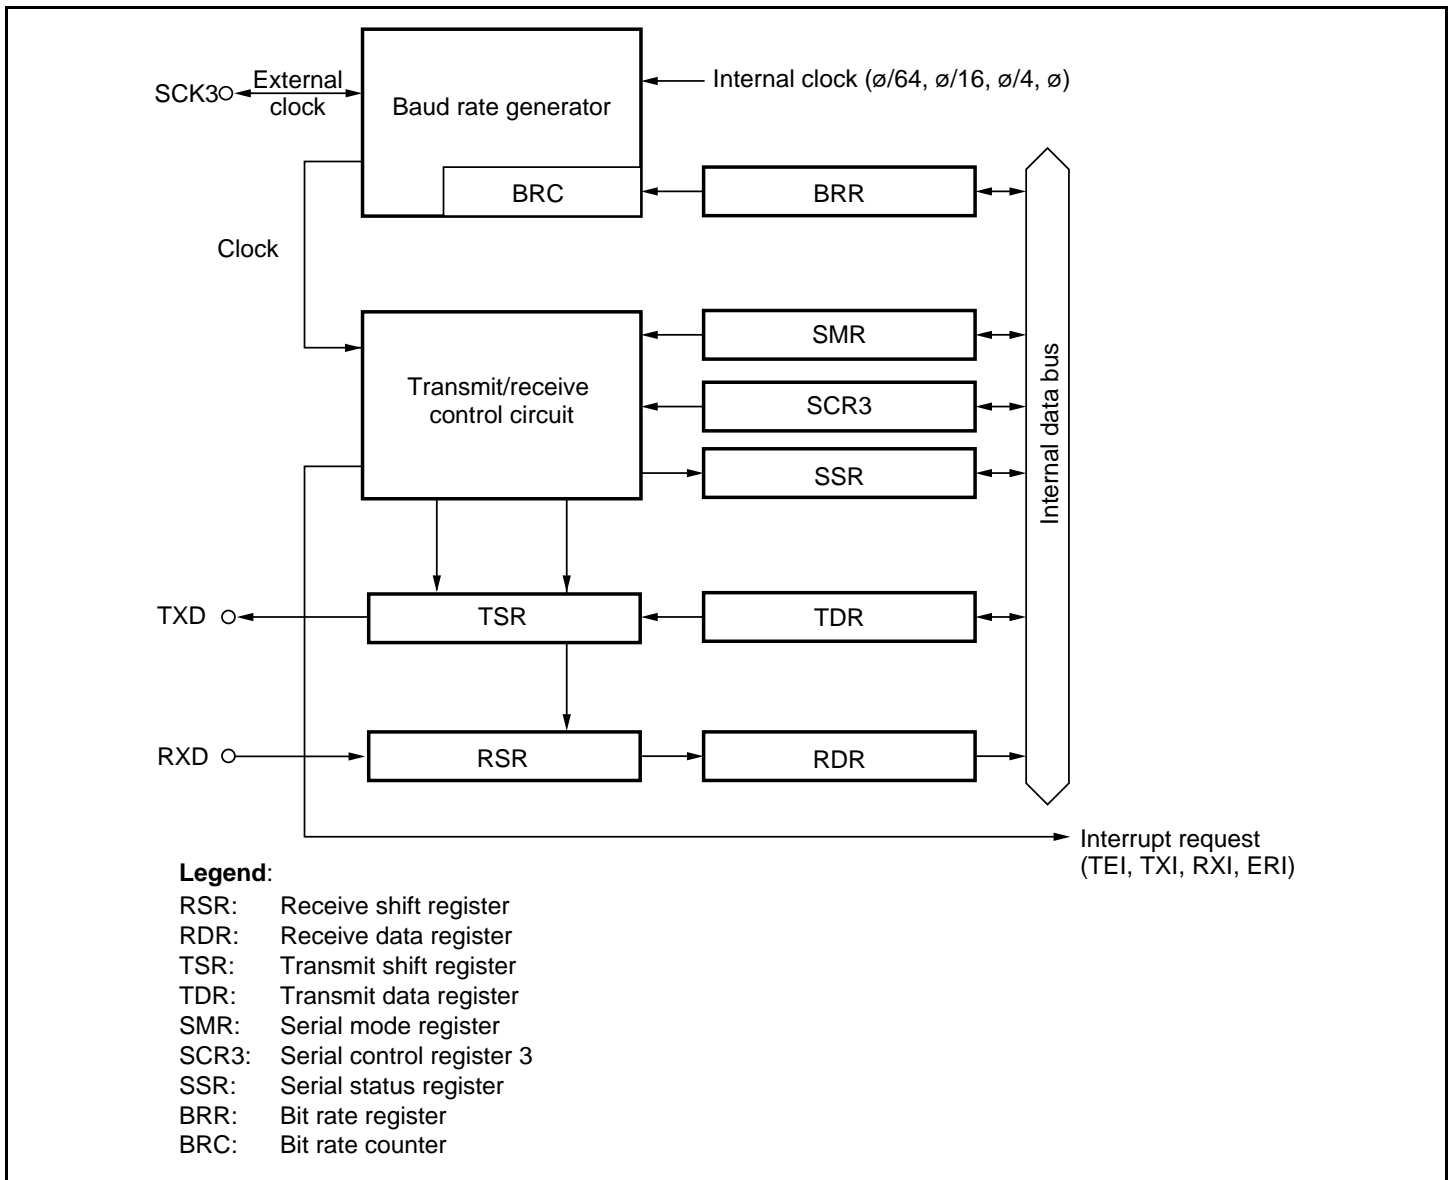 SCK3
External
clock
Baud rate generator
Internal clock (ø/64, ø/16, ø/4, ø)
BRC
BRR
Clock
Transmit/receive
control circuit
SMR
SCR3
SSR
Internal data bus
TXD
TSR
TDR
RXD
RSR
RDR
Interrupt request
(TEI, TXI, RXI, ERI)
Legend:
RSR: Receive shift register
RDR: Receive data register
TSR: Transmit shift register
TDR: Transmit data register
SMR: Serial mode register
SCR3: Serial control register 3
SSR: Serial status register
BRR: Bit rate register
BRC: Bit rate counter